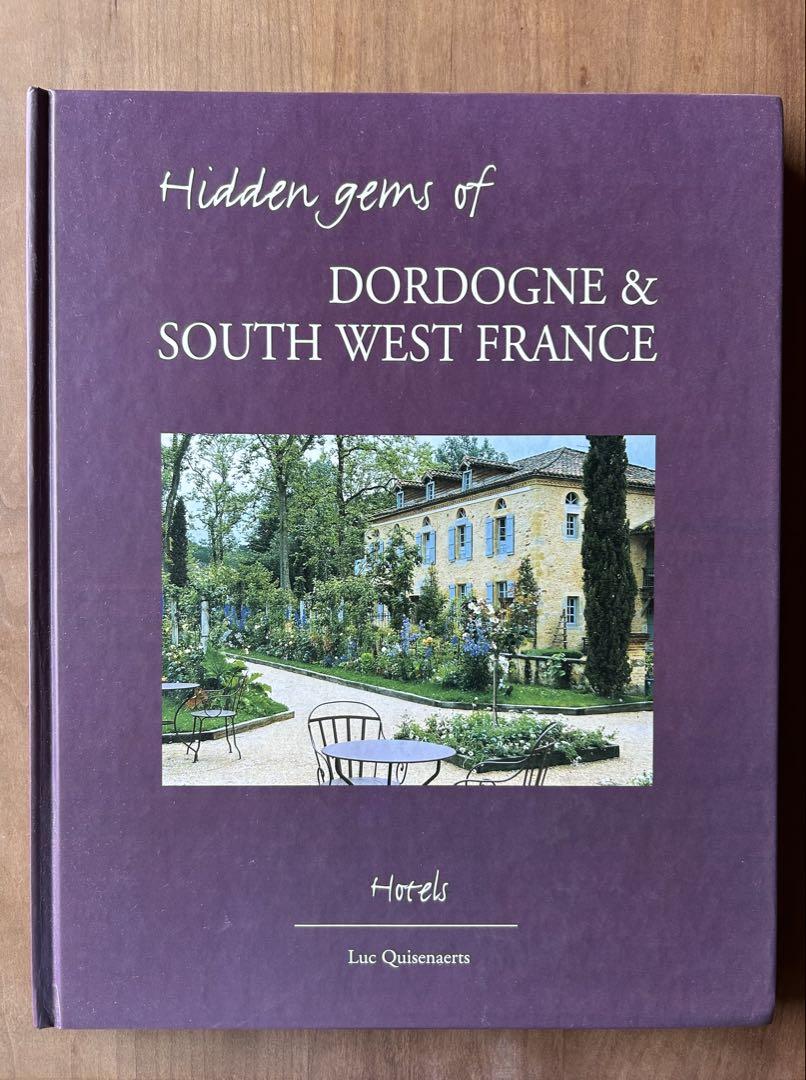 Hidden gems of
DORDOGNE &
SOUTH WEST FRANCE
Hotels
Luc Quisenaerts